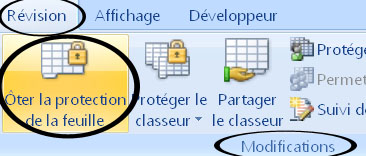 Révision Affichage Développeur
Ôter la protection de la feuille
Protéger le classeur
Partager le classeur
Protége
Permet
Suivi de
Modifications